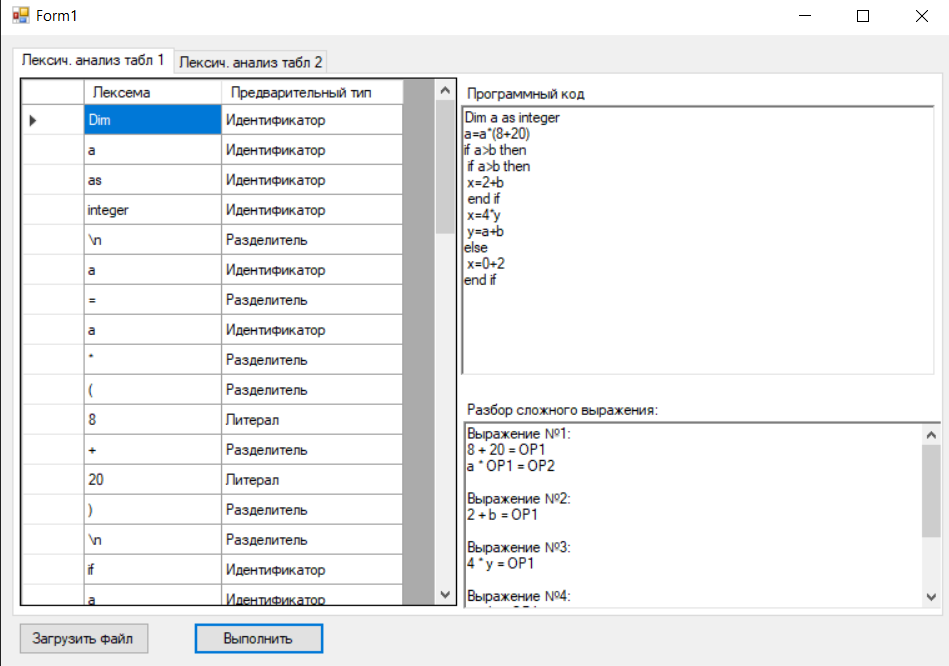 Form1
Лексич. анализ табл 1
Лексич. анализ табл 2
Лексема Предварительный тип
Dim Идентификатор
a Идентификатор
as Идентификатор
integer Идентификатор
\n Разделитель
a Идентификатор
= Разделитель
a Идентификатор
* Разделитель
( Разделитель
8 Литерал
+ Разделитель
20 Литерал
) Разделитель
\n Разделитель
if Идентификатор
a Идентификатор
Программный код
Dim a as integer
a=a*(8+20)
if a>b then
if a>b then
x=2+b
end if
x=4*y
y=a+b
else
x=0+2
end if
Разбор сложного выражения:
Выражение №1:
8 + 20 = OP1
a * OP1 = OP2
Выражение №2:
2 + b = OP1
Выражение №3:
4 * y = OP1
Выражение №4:
Загрузить файл
Выполнить